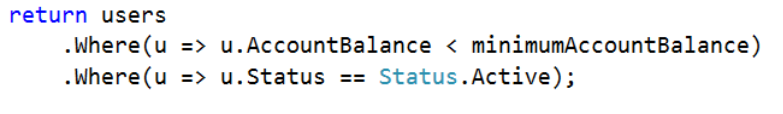 return users
    .Where(u => u.AccountBalance < minimumAccountBalance)
    .Where(u => u.Status == Status.Active);